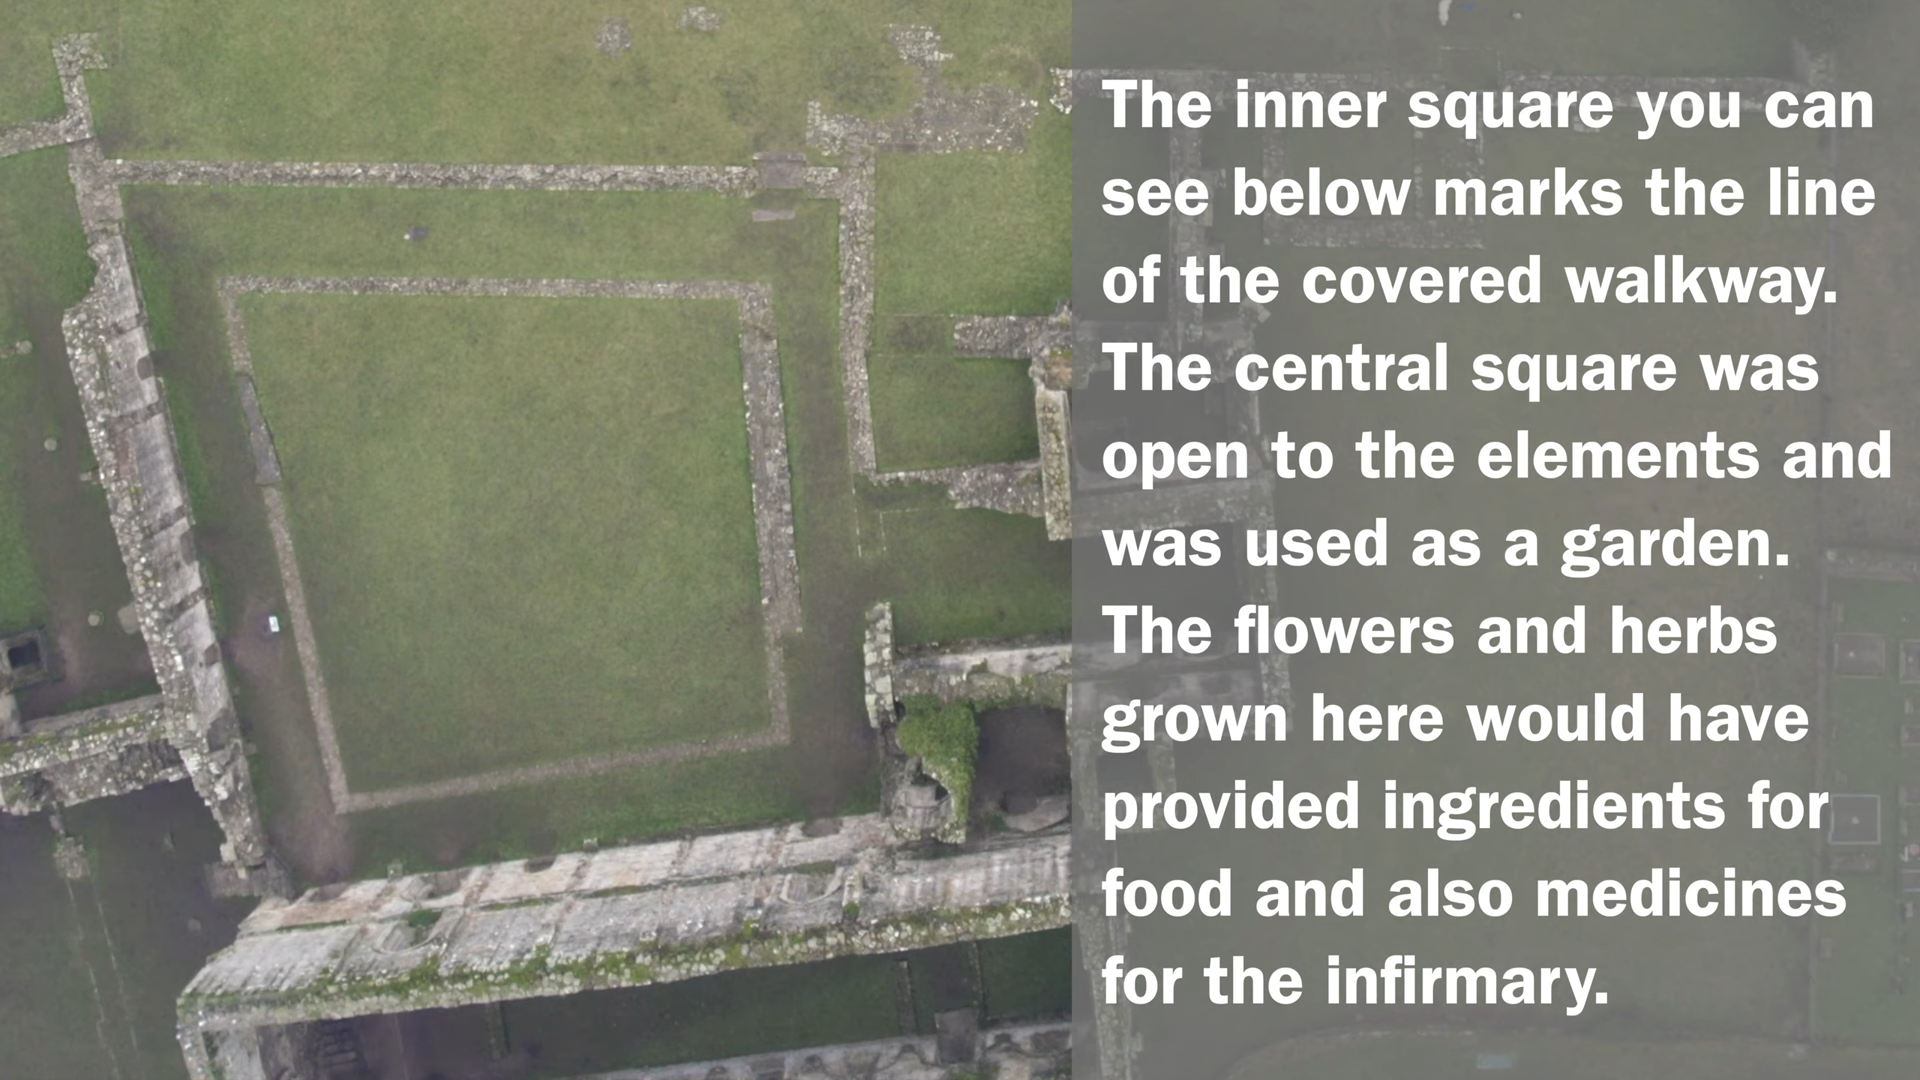 The inner square you can
see below marks the line
of the covered walkway.
The central square was
open to the elements and
was used as a garden.
The flowers and herbs
grown here would have
provided ingredients for
food and also medicines
for the infirmary.